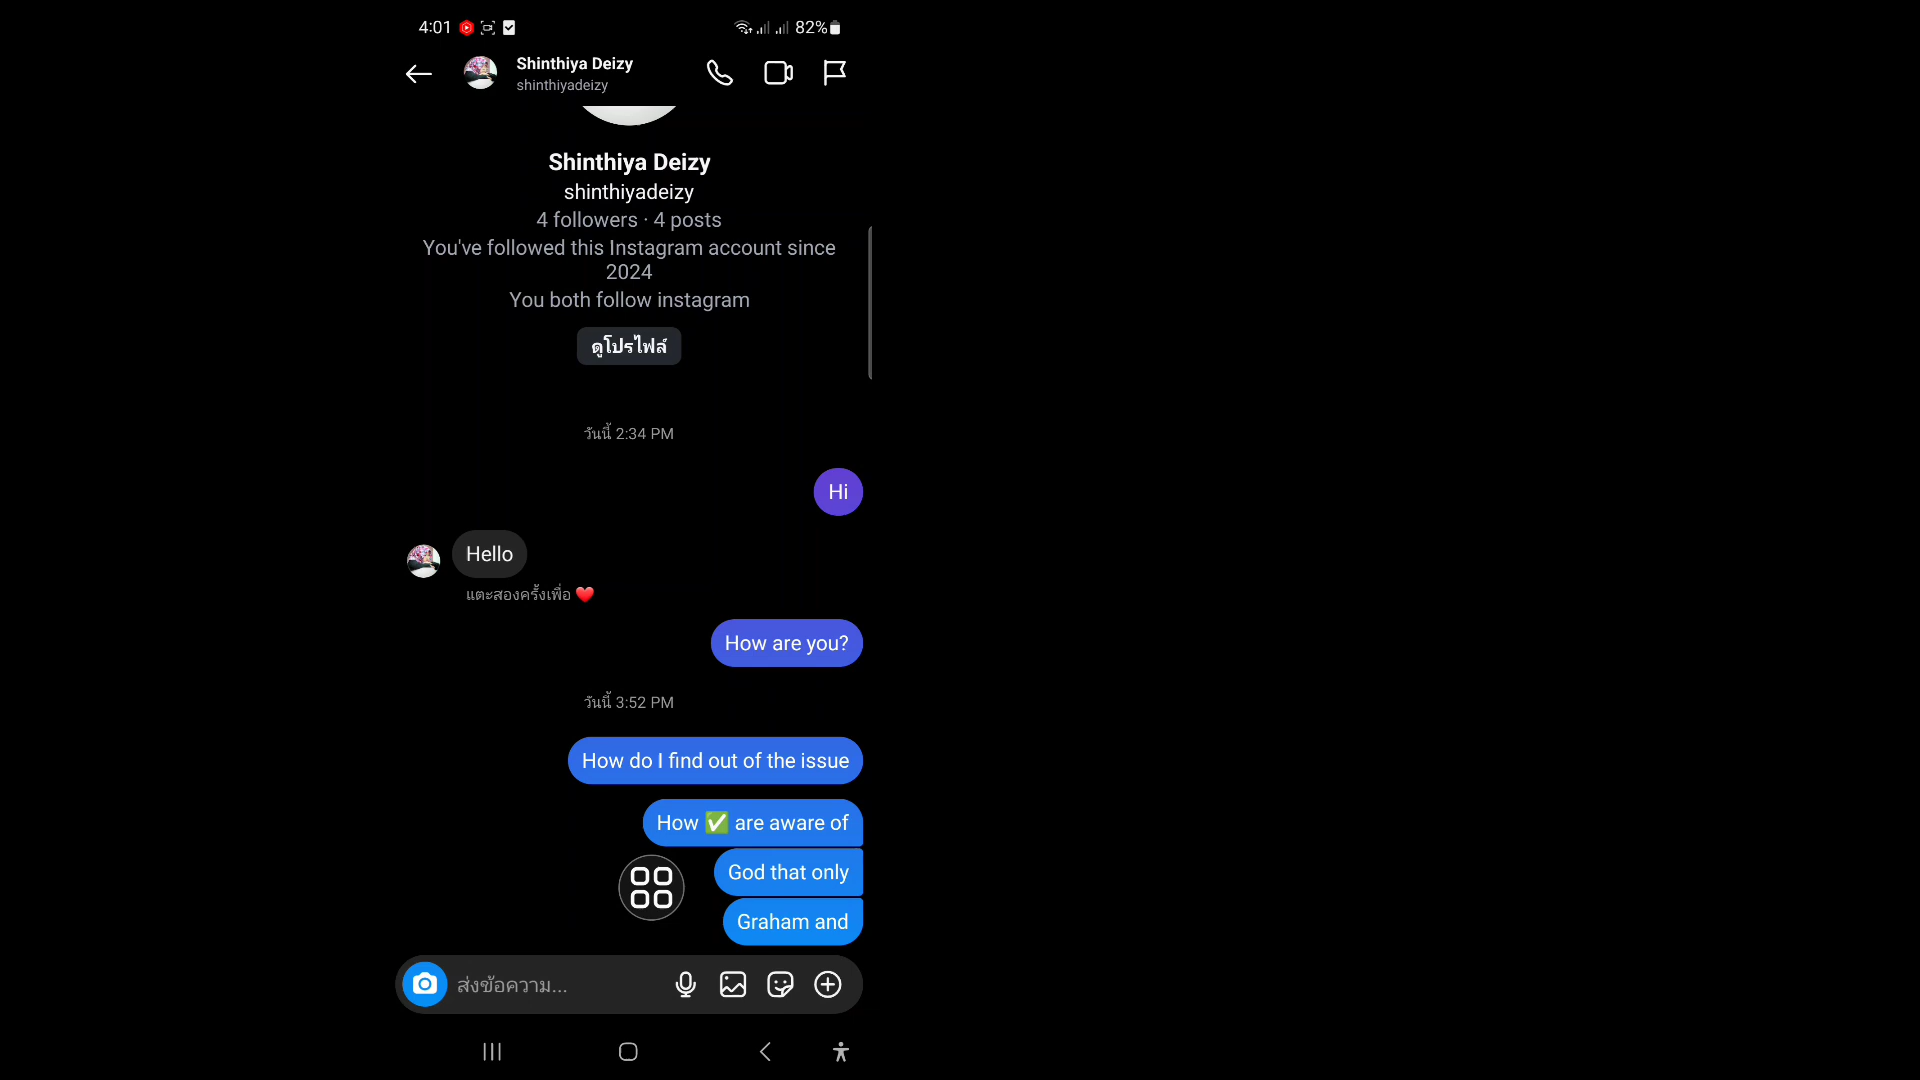 4:01 82%
Shinthiya Deizy
shinthiyadeizy
Shinthiya Deizy
shinthiyadeizy
4 followers · 4 posts
You've followed this Instagram account since
2024
You both follow instagram
ดูโปรไฟล์
วันนี้ 2:34 PM
Hi
Hello
แตะสองครั้งเพื่อ ❤️
How are you?
วันนี้ 3:52 PM
How do I find out of the issue
How ✅ are aware of
God that only
Graham and
ส่งข้อความ...